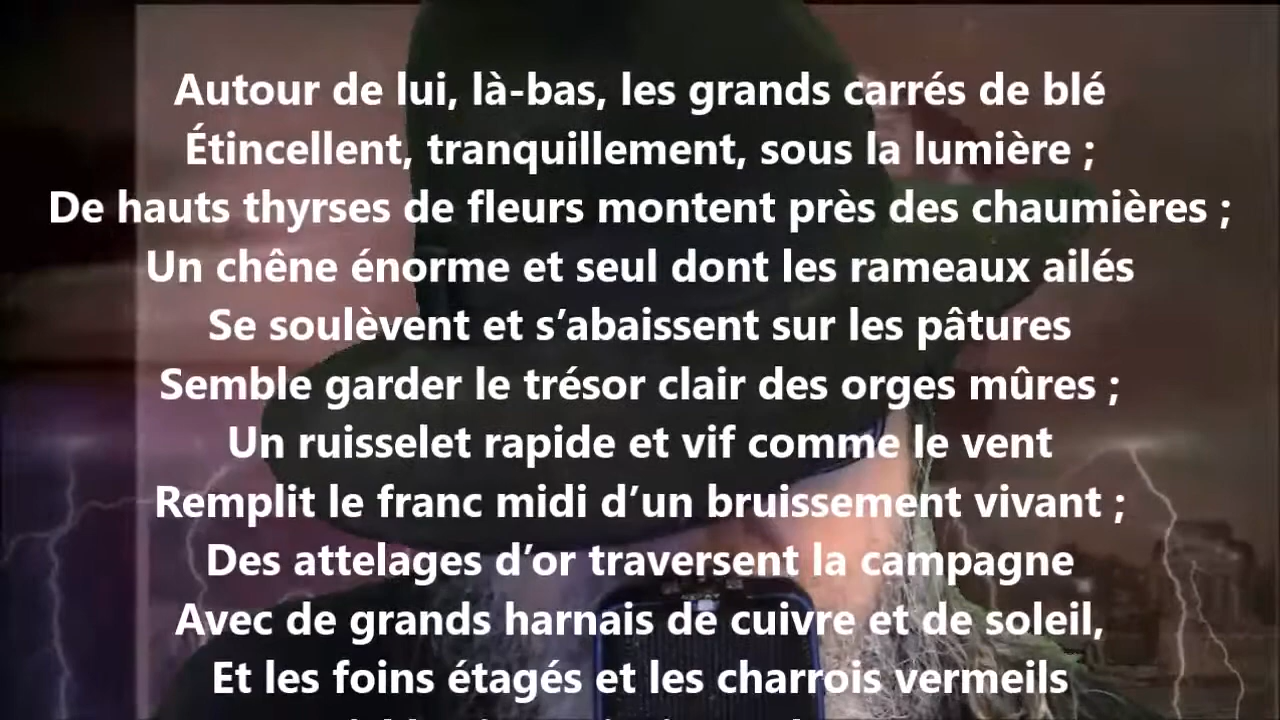 Autour de lui, là-bas, les grands carrés de blé
Étincellent, tranquillement, sous la lumière ;
De hauts thyrses de fleurs montent près des chaumières ;
Un chêne énorme et seul dont les rameaux ailés
Se soulèvent et s’abaissent sur les pâtures
Semble garder le trésor clair des orges mûres ;
Un ruisselet rapide et vif comme le vent
Remplit le franc midi d’un bruissement vivant ;
Des attelages d’or traversent la campagne
Avec de grands harnais de cuivre et de soleil,
Et les foins étagés et les charrois vermeils